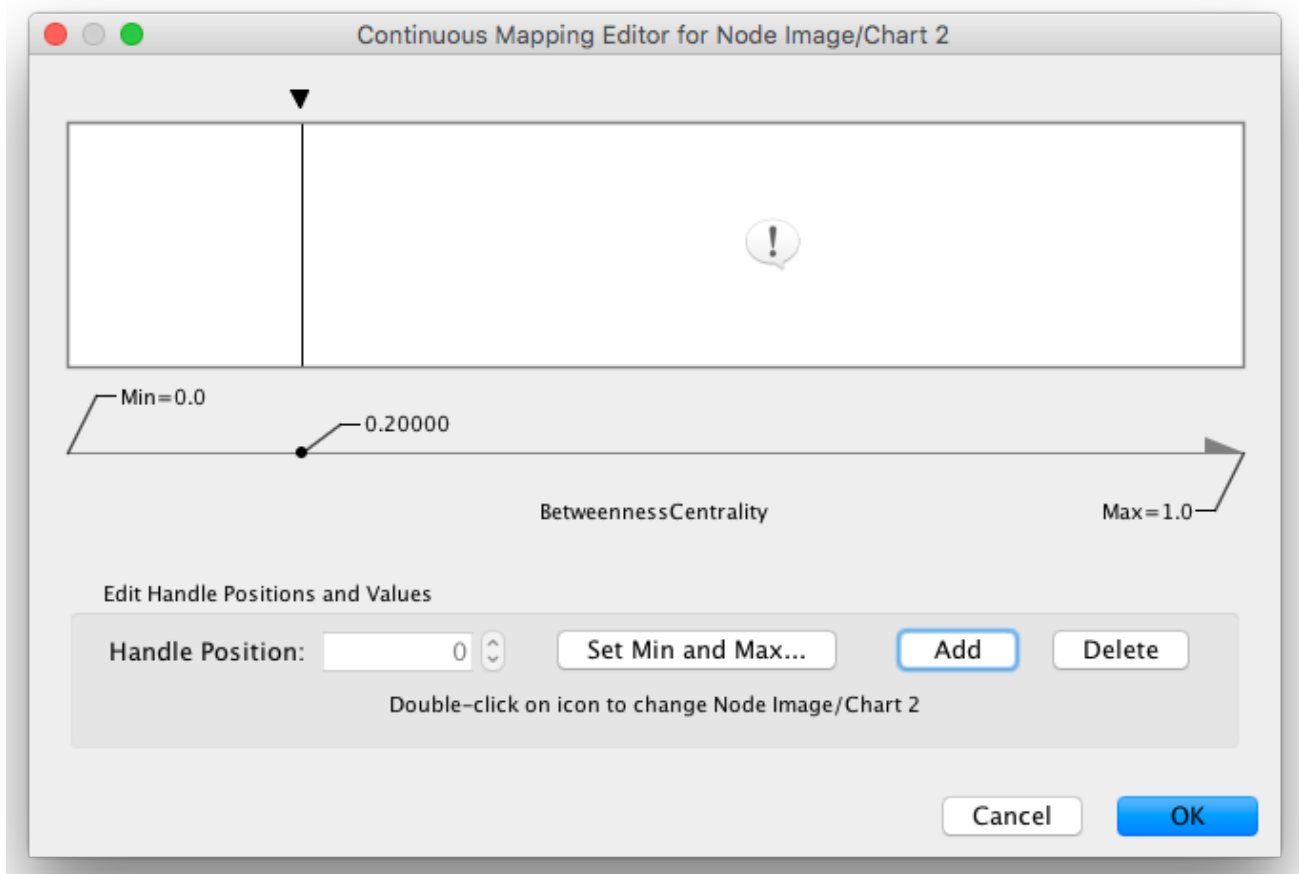 Continuous Mapping Editor for Node Image/Chart 2
!
Min=0.0
0.20000
BetweennessCentrality
Max=1.0
Edit Handle Positions and Values
Handle Position: 0 Set Min and Max... Add Delete
Double-click on icon to change Node Image/Chart 2
Cancel OK